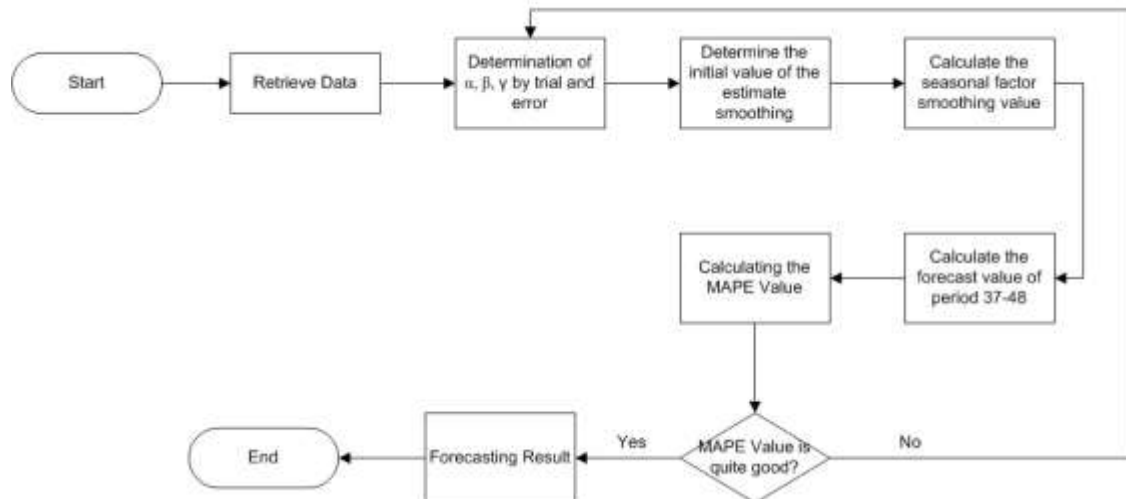 Start
Retrieve Data
Determination of
α, β, γ by trial and
error
Determine the
initial value of the
estimate
smoothing
Calculate the
seasonal factor
smoothing value
Calculating the
MAPE Value
Calculate the
forecast value of
period 37-48
End
Forecasting Result
Yes
MAPE Value is
quite good?
No